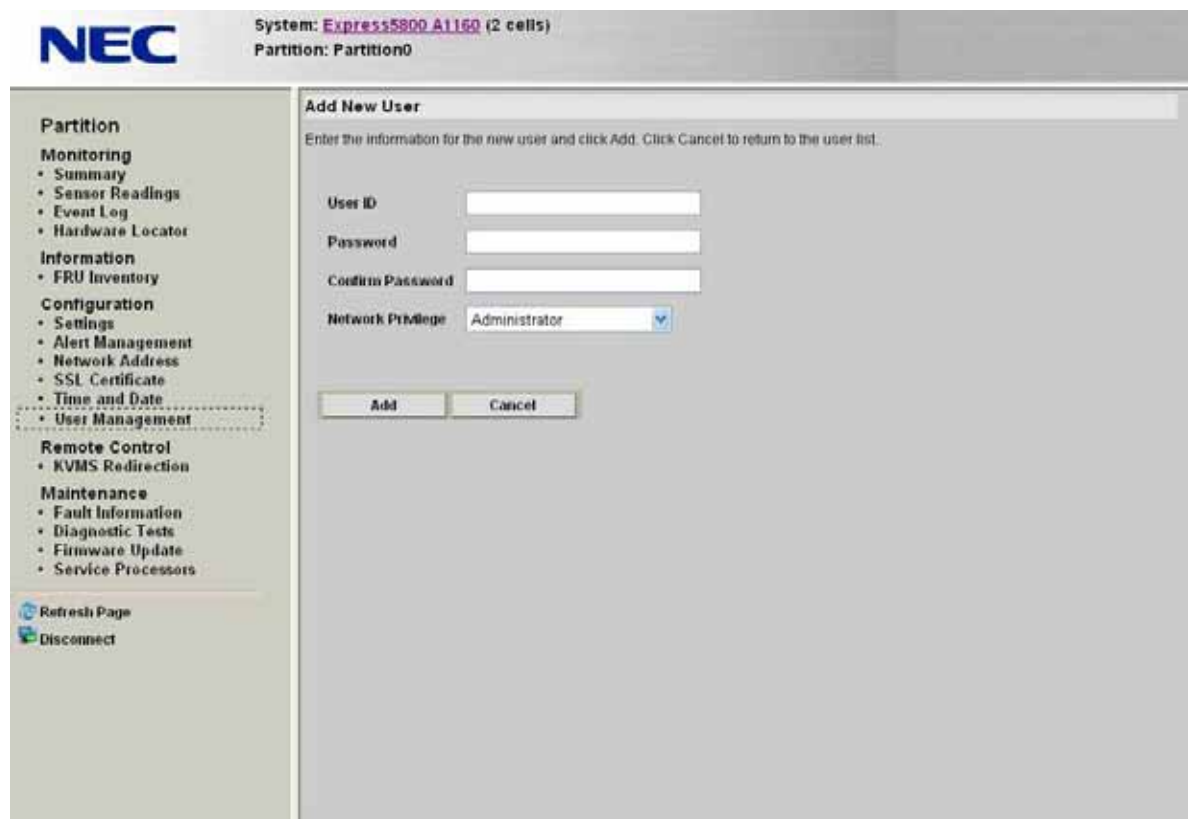 NEC
System: Express5800 A1160 (2 cells)
Partition: Partition0
Partition
Monitoring
• Summary
• Sensor Readings
• Event Log
• Hardware Locator
Information
• FRU Inventory
Configuration
• Settings
• Alert Management
• Network Address
• SSL Certificate
• Time and Date
• User Management
Remote Control
• KVMS Redirection
Maintenance
• Fault Information
• Diagnostic Tests
• Firmware Update
• Service Processors
Refresh Page
Disconnect
Add New User
Enter the information for the new user and click Add. Click Cancel to return to the user list.
User ID
Password
Confirm Password
Network Privilege Administrator
Add Cancel